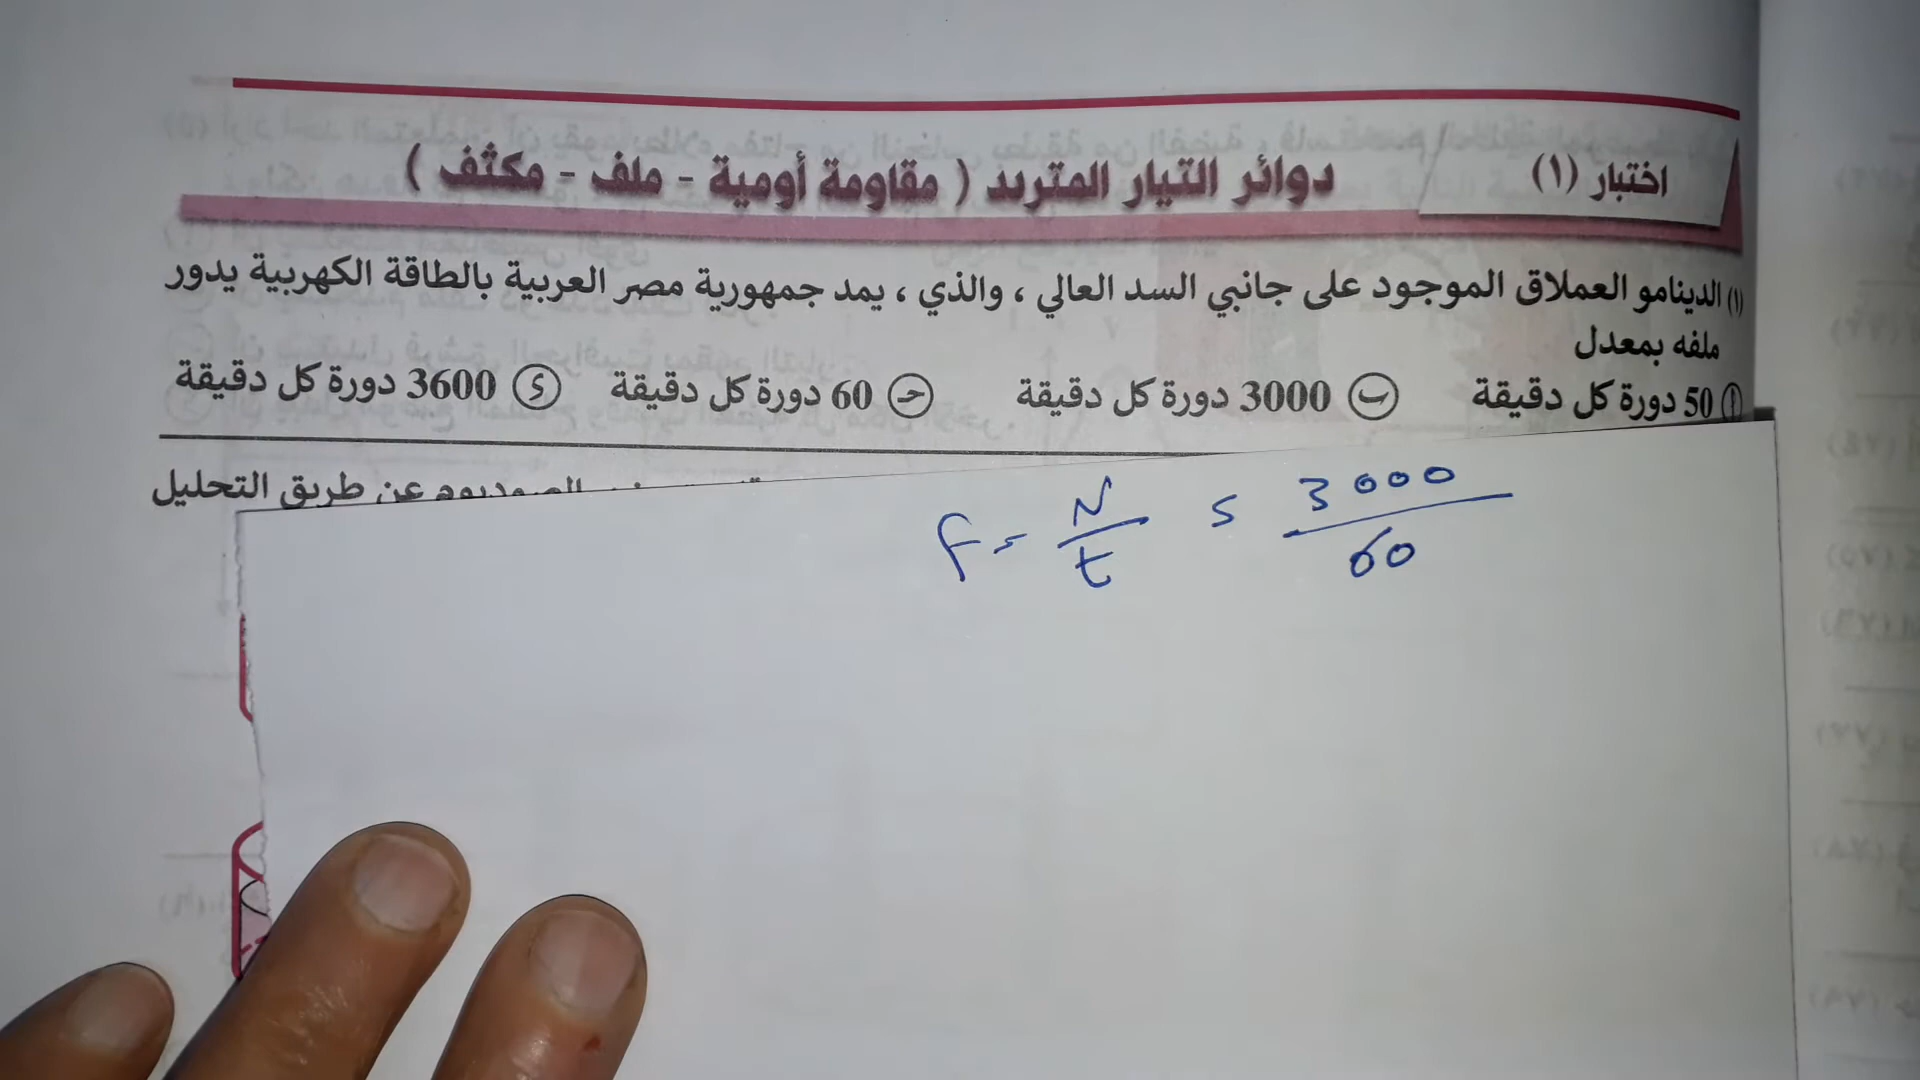 اختبار (١)
دوائر التيار المتردد ( مقاومة أومية - ملف - مكثف )
(١) الدينامو العملاق الموجود على جانبي السد العالي ، والذي ، يمد جمهورية مصر العربية بالطاقة الكهربية يدور
ملفه بمعدل
أ 50 دورة كل دقيقة ب 3000 دورة كل دقيقة حـ 60 دورة كل دقيقة د 3600 دورة كل دقيقة
عن طريق التحليل
f = N/t = 3000/60